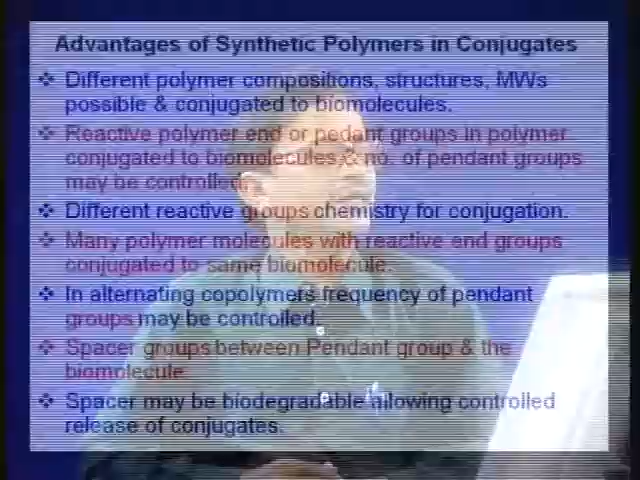 Advantages of Synthetic Polymers in Conjugates
❖ Different polymer compositions, structures, MWs
possible & conjugated to biomolecules.
❖ Reactive polymer end or pedant groups in polymer
conjugated to biomolecules & no. of pendant groups
may be controlled.
❖ Different reactive groups chemistry for conjugation.
❖ Many polymer molecules with reactive end groups
conjugated to same biomolecule.
❖ In alternating copolymers frequency of pendant
groups may be controlled.
❖ Spacer groups between Pendant group & the
biomolecule.
❖ Spacer may be biodegradable allowing controlled
release of conjugates.